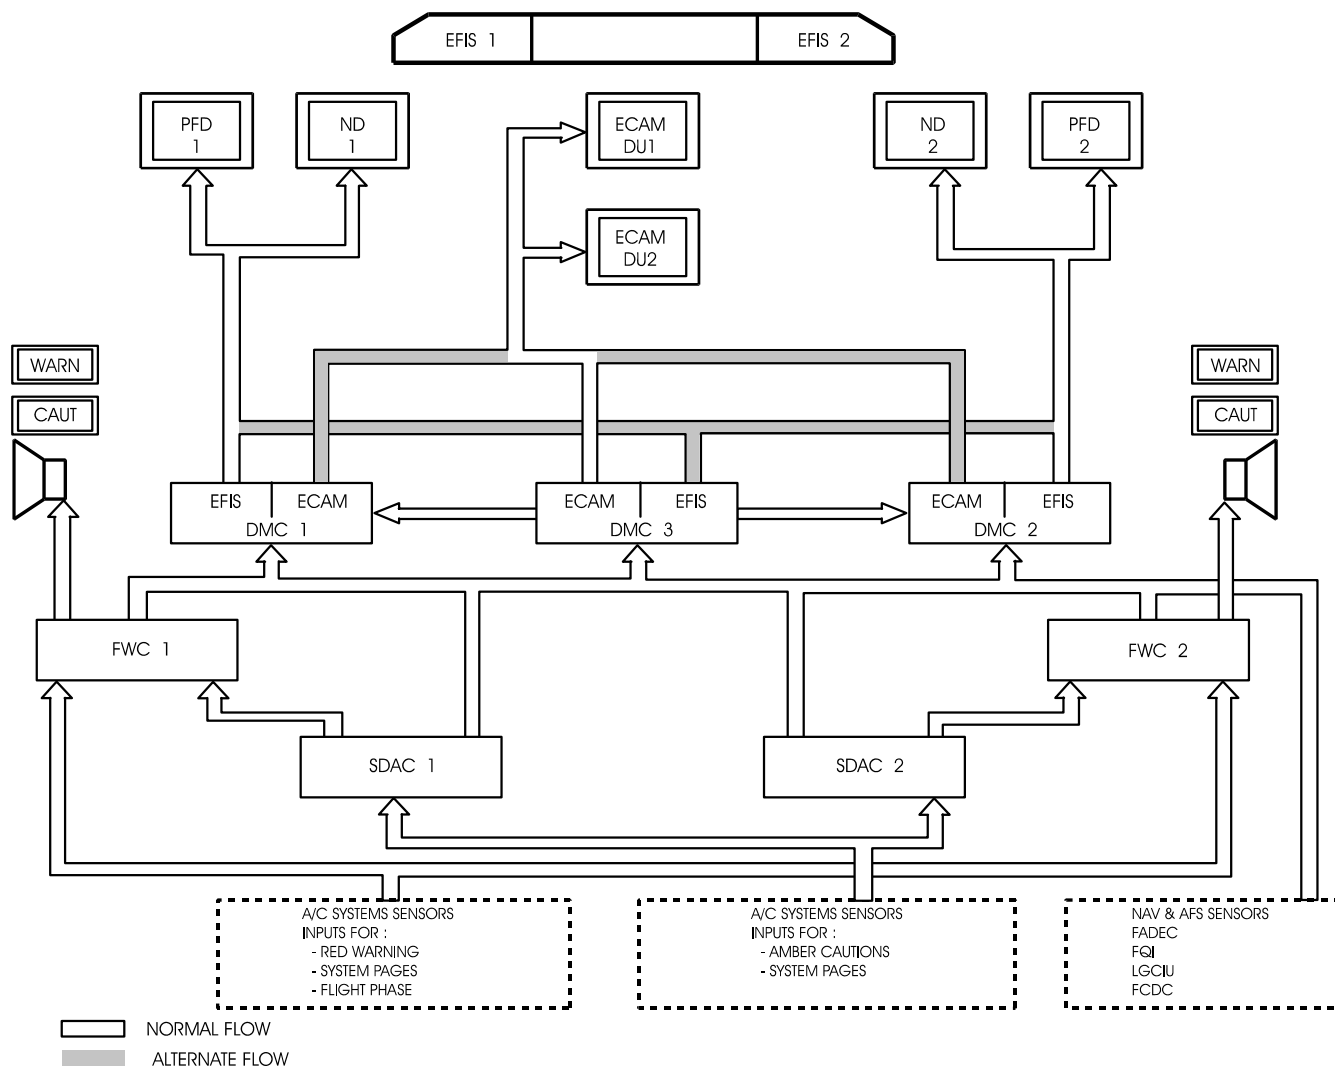 EFIS 1
EFIS 2
PFD
1
ND
1
ECAM
DU1
ND
2
PFD
2
ECAM
DU2
WARN
WARN
CAUT
CAUT
EFIS ECAM
DMC 1
ECAM EFIS
DMC 3
ECAM EFIS
DMC 2
FWC 1
FWC 2
SDAC 1
SDAC 2
A/C SYSTEMS SENSORS
INPUTS FOR :
- RED WARNING
- SYSTEM PAGES
- FLIGHT PHASE
A/C SYSTEMS SENSORS
INPUTS FOR :
- AMBER CAUTIONS
- SYSTEM PAGES
NAV & AFS SENSORS
FADEC
FQI
LGCIU
FCDC
NORMAL FLOW
ALTERNATE FLOW